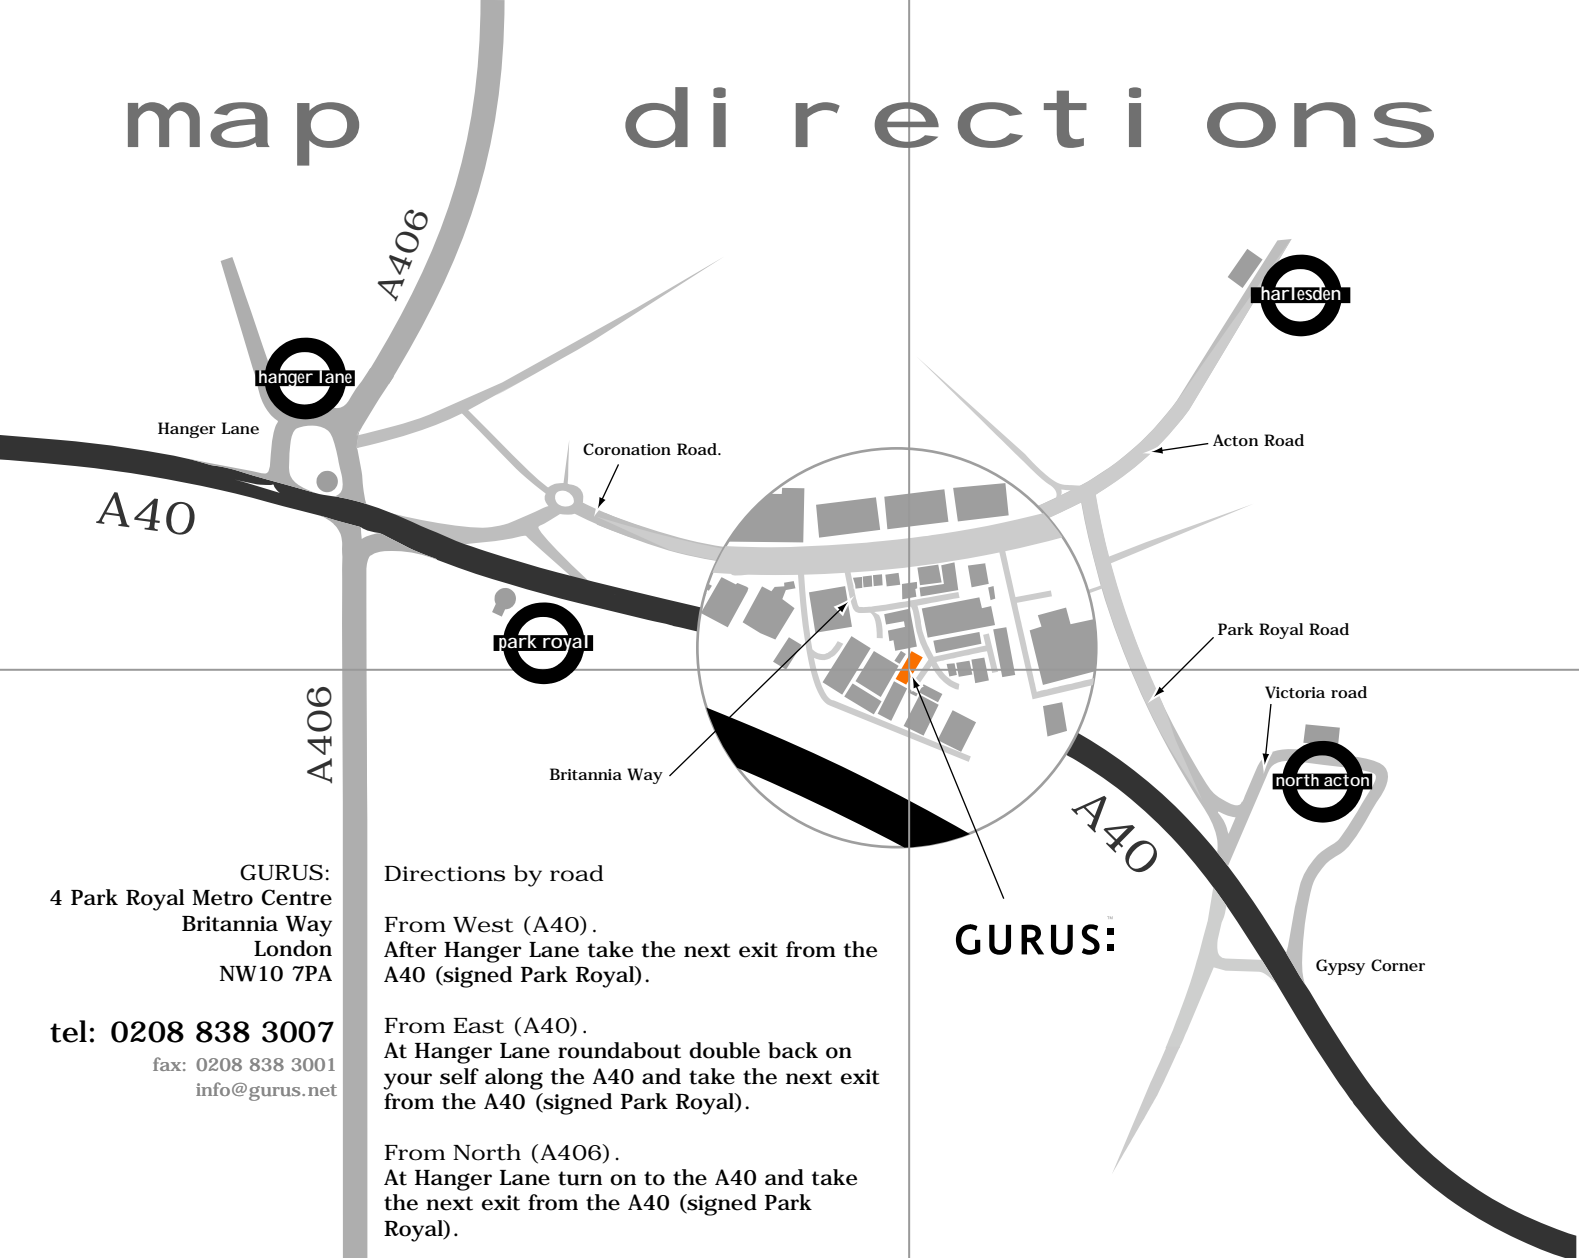 map directions
A406
harlesden
hanger lane
Hanger Lane
Acton Road
Coronation Road.
A40
Park Royal Road
park royal
Victoria road
A406
Britannia Way
north acton
A40
GURUS:™
Gypsy Corner
GURUS:
4 Park Royal Metro Centre
Britannia Way
London
NW10 7PA
tel: 0208 838 3007
fax: 0208 838 3001
info@gurus.net
Directions by road
From West (A40).
After Hanger Lane take the next exit from the
A40 (signed Park Royal).
From East (A40).
At Hanger Lane roundabout double back on
your self along the A40 and take the next exit
from the A40 (signed Park Royal).
From North (A406).
At Hanger Lane turn on to the A40 and take
the next exit from the A40 (signed Park
Royal).